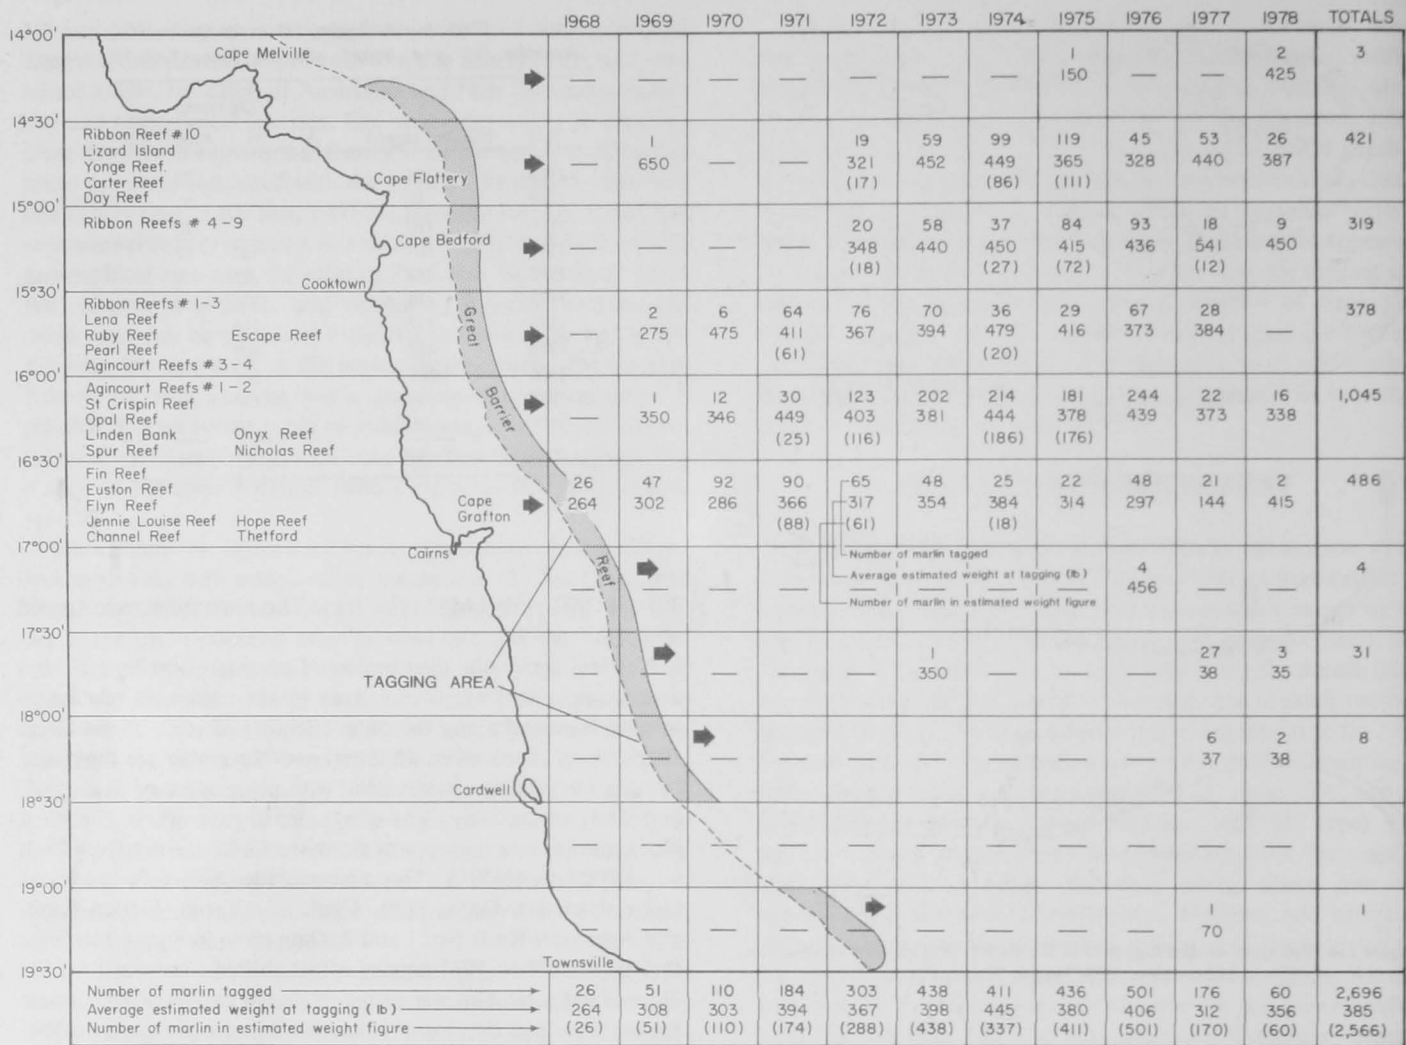 1968 1969 1970 1971 1972 1973 1974 1975 1976 1977 1978 TOTALS
14°00'
Cape Melville
1 2 3
— — — — — — — 150 — — 425
14°30'
Ribbon Reef #10
Lizard Island
Yonge Reef.
Carter Reef
Day Reef
Cape Flattery
1 19 59 99 119 45 53 26 421
— 650 — — 321 452 449 365 328 440 387
(17) (86) (111)
15°00'
Ribbon Reefs # 4-9
Cape Bedford
Cooktown
20 58 37 84 93 18 9 319
— — — — 348 440 450 415 436 541 450
(18) (27) (72) (12)
15°30'
Ribbon Reefs # 1-3
Lena Reef
Ruby Reef Escape Reef
Pearl Reef
Agincourt Reefs # 3-4
Great
2 6 64 76 70 36 29 67 28 378
— 275 475 411 367 394 479 416 373 384 —
(61) (20)
16°00'
Agincourt Reefs # 1-2
St Crispin Reef
Opal Reef
Linden Bank Onyx Reef
Spur Reef Nicholas Reef
Barrier
1 12 30 123 202 214 181 244 22 16 1,045
— 350 346 449 403 381 444 378 439 373 338
(25) (116) (186) (176)
16°30'
Fin Reef
Euston Reef
Flyn Reef
Jennie Louise Reef Hope Reef
Channel Reef Thetford
Cape
Grafton
Cairns
26 47 92 90 65 48 25 22 48 21 2 486
264 302 286 366 317 354 384 314 297 144 415
(88) (61) (18)
17°00'
Reef
Number of marlin tagged
Average estimated weight at tagging (lb)
Number of marlin in estimated weight figure
4 4
— — — — — — — — 456 — —
17°30'
TAGGING AREA
1 27 3 31
— — — — — 350 — — — 38 35
18°00'
Cardwell
6 2 8
— — — — — — — — — 37 38
18°30'
— — — — — — — — — — —
19°00'
Townsville
1 1
— — — — — — — — — 70 —
19°30'
Number of marlin tagged 26 51 110 184 303 438 411 436 501 176 60 2,696
Average estimated weight at tagging (lb) 264 308 303 394 367 398 445 380 406 312 356 385
Number of marlin in estimated weight figure (26) (51) (110) (174) (288) (438) (337) (411) (501) (170) (60) (2,566)